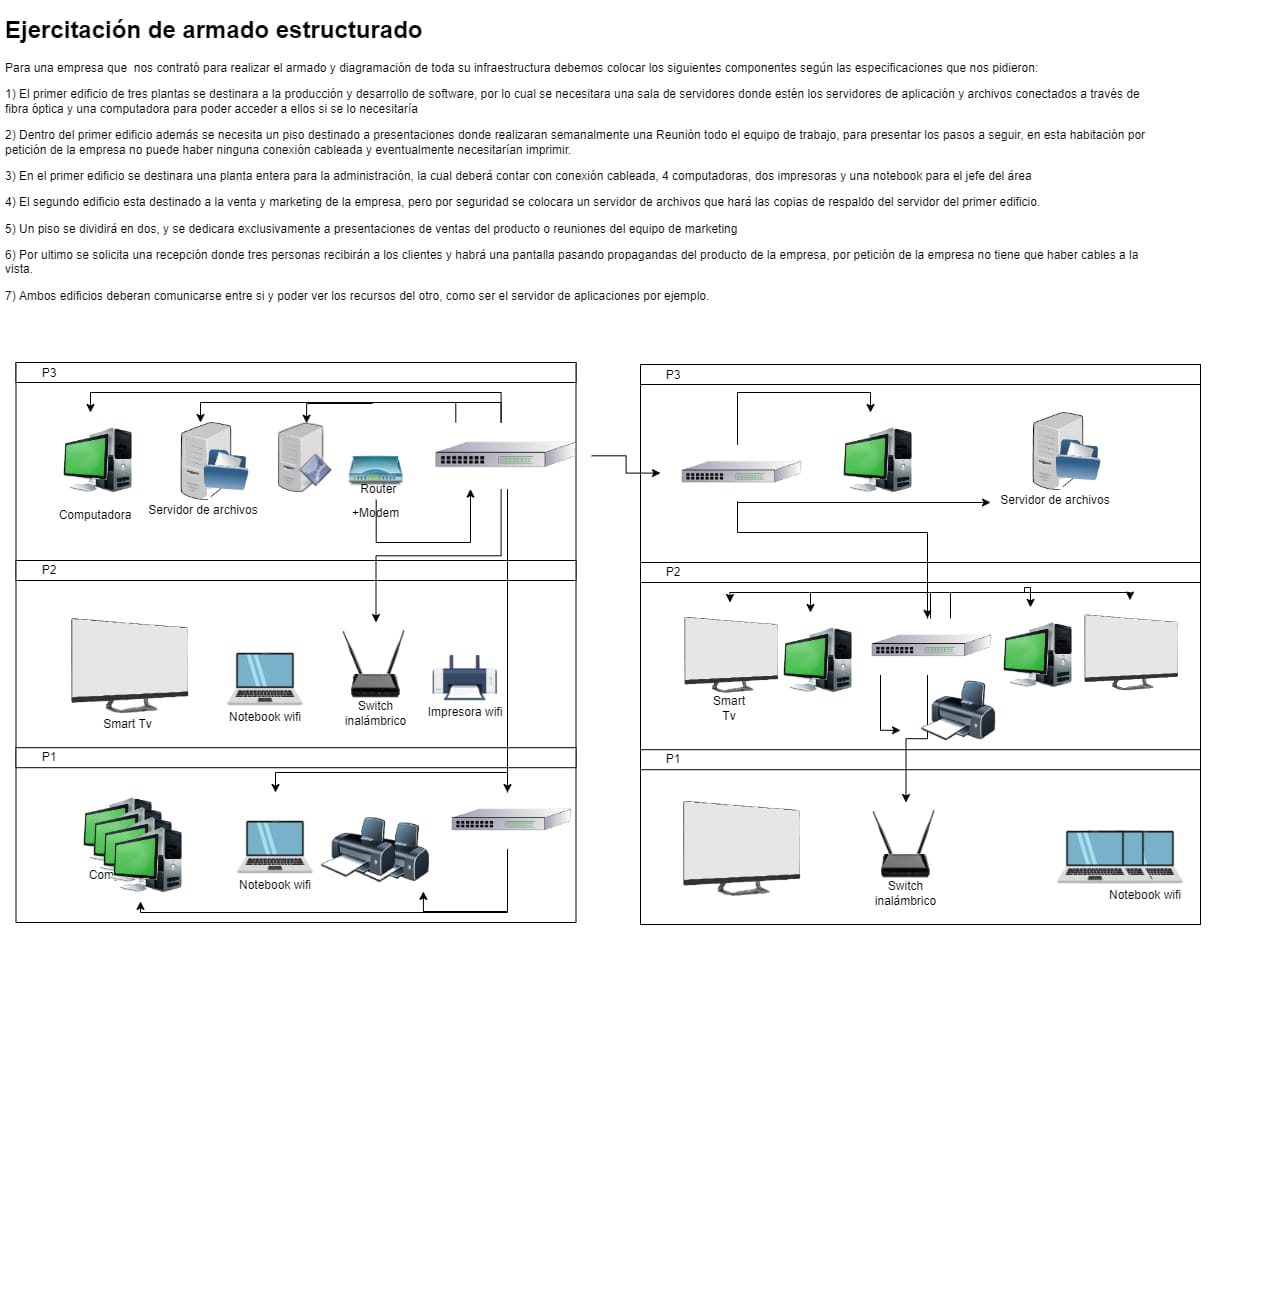 Ejercitación de armado estructurado
Para una empresa que  nos contrató para realizar el armado y diagramación de toda su infraestructura debemos colocar los siguientes componentes según las especificaciones que nos pidieron:
1) El primer edificio de tres plantas se destinara a la producción y desarrollo de software, por lo cual se necesitara una sala de servidores donde estén los servidores de aplicación y archivos conectados a través de
fibra óptica y una computadora para poder acceder a ellos si se lo necesitaría
2) Dentro del primer edificio además se necesita un piso destinado a presentaciones donde realizaran semanalmente una Reunión todo el equipo de trabajo, para presentar los pasos a seguir, en esta habitación por
petición de la empresa no puede haber ninguna conexión cableada y eventualmente necesitarían imprimir.
3) En el primer edificio se destinara una planta entera para la administración, la cual deberá contar con conexión cableada, 4 computadoras, dos impresoras y una notebook para el jefe del área
4) El segundo edificio esta destinado a la venta y marketing de la empresa, pero por seguridad se colocara un servidor de archivos que hará las copias de respaldo del servidor del primer edificio.
5) Un piso se dividirá en dos, y se dedicara exclusivamente a presentaciones de ventas del producto o reuniones del equipo de marketing
6) Por ultimo se solicita una recepción donde tres personas recibirán a los clientes y habrá una pantalla pasando propagandas del producto de la empresa, por petición de la empresa no tiene que haber cables a la
vista.
7) Ambos edificios deberan comunicarse entre si y poder ver los recursos del otro, como ser el servidor de aplicaciones por ejemplo.
P3
Computadora
Servidor de archivos
Router
+Modem
P2
Smart Tv
Notebook wifi
Switch
inalámbrico
Impresora wifi
P1
Com
Notebook wifi
P3
Servidor de archivos
P2
Smart
Tv
P1
Switch
inalámbrico
Notebook wifi